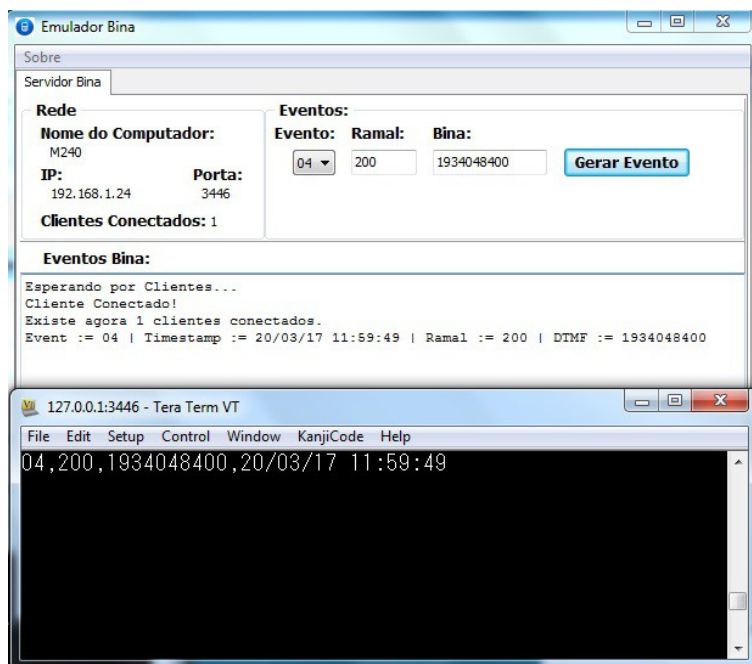 Emulador Bina
Sobre
Servidor Bina
Rede
Nome do Computador:
M240
IP: Porta:
192.168.1.24 3446
Clientes Conectados: 1
Eventos:
Evento: Ramal: Bina:
04 200 1934048400 Gerar Evento
Eventos Bina:
Esperando por Clientes...
Cliente Conectado!
Existe agora 1 clientes conectados.
Event := 04 | Timestamp := 20/03/17 11:59:49 | Ramal := 200 | DTMF := 1934048400
127.0.0.1:3446 - Tera Term VT
File Edit Setup Control Window KanjiCode Help
04,200,1934048400,20/03/17 11:59:49